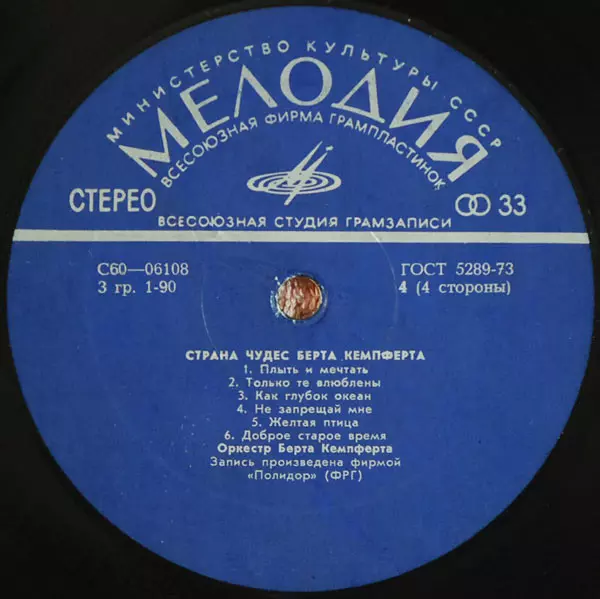 МИНИСТЕРСТВО КУЛЬТУРЫ СССР
МЕЛОДИЯ
ВСЕСОЮЗНАЯ ФИРМА ГРАМПЛАСТИНОК
СТЕРЕО
33
ВСЕСОЮЗНАЯ СТУДИЯ ГРАМЗАПИСИ
С60—06108
ГОСТ 5289-73
3 гр. 1-90
4 (4 стороны)
СТРАНА ЧУДЕС БЕРТА КЕМПФЕРТА
1. Плыть и мечтать
2. Только те влюблены
3. Как глубок океан
4. Не запрещай мне
5. Желтая птица
6. Доброе старое время
Оркестр Берта Кемпферта
Запись произведена фирмой
«Полидор» (ФРГ)